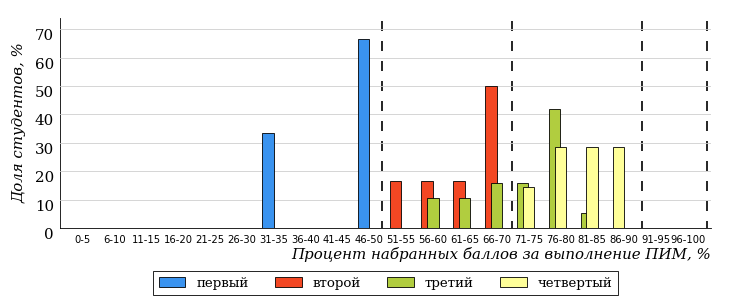 Доля студентов, %
70
60
50
40
30
20
10
0
0-5 6-10 11-15 16-20 21-25 26-30 31-35 36-40 41-45 46-50 51-55 56-60 61-65 66-70 71-75 76-80 81-85 86-90 91-95 96-100
Процент набранных баллов за выполнение ПИМ, %
первый второй третий четвертый